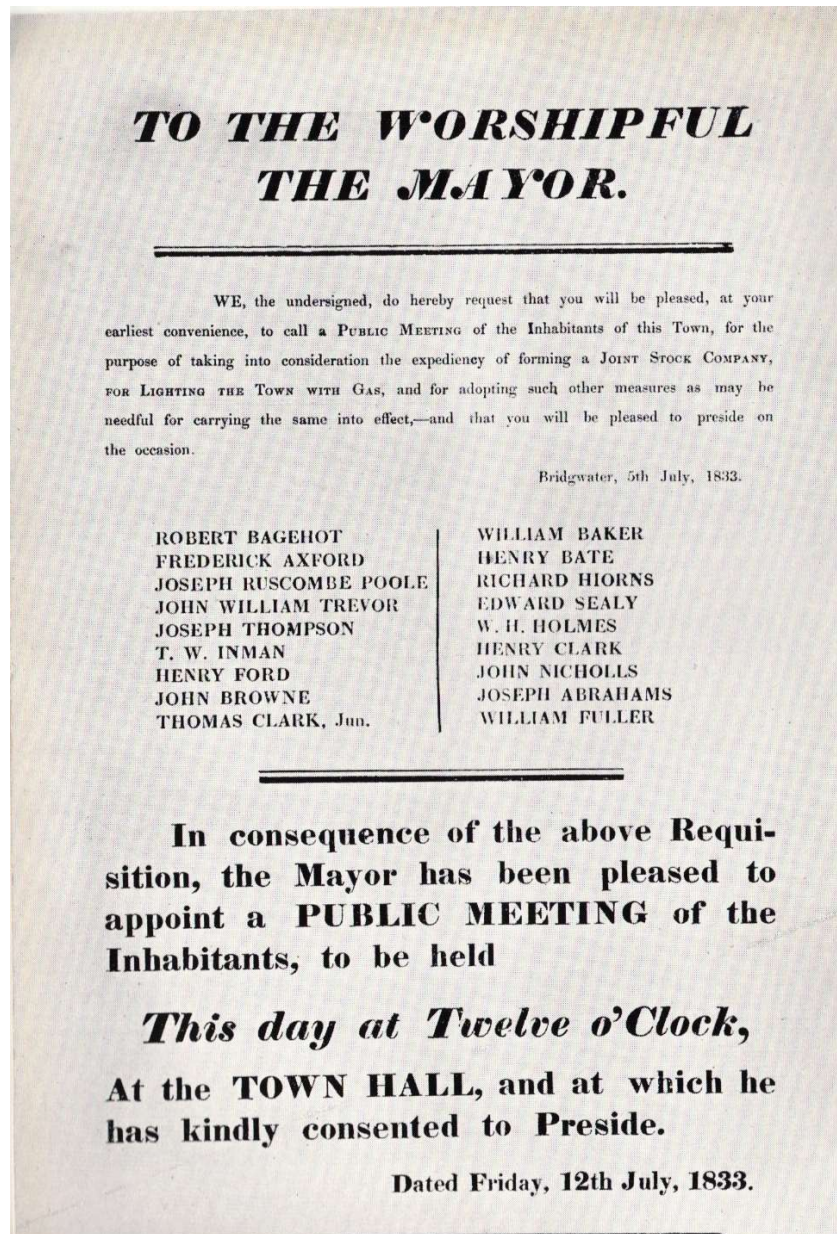 TO THE WORSHIPFUL
THE MAYOR.
WE, the undersigned, do hereby request that you will be pleased, at your
earliest convenience, to call a PUBLIC MEETING of the Inhabitants of this Town, for the
purpose of taking into consideration the expediency of forming a JOINT STOCK COMPANY,
FOR LIGHTING THE TOWN WITH GAS, and for adopting such other measures as may be
needful for carrying the same into effect,—and that you will be pleased to preside on
the occasion.
Bridgwater, 5th July, 1833.
ROBERT BAGEHOT
FREDERICK AXFORD
JOSEPH RUSCOMBE POOLE
JOHN WILLIAM TREVOR
JOSEPH THOMPSON
T. W. INMAN
HENRY FORD
JOHN BROWNE
THOMAS CLARK, Jun.
WILLIAM BAKER
HENRY BATE
RICHARD HIORNS
EDWARD SEALY
W. H. HOLMES
HENRY CLARK
JOHN NICHOLLS
JOSEPH ABRAHAMS
WILLIAM FULLER
In consequence of the above Requi-
sition, the Mayor has been pleased to
appoint a PUBLIC MEETING of the
Inhabitants, to be held
This day at Twelve o'Clock,
At the TOWN HALL, and at which he
has kindly consented to Preside.
Dated Friday, 12th July, 1833.